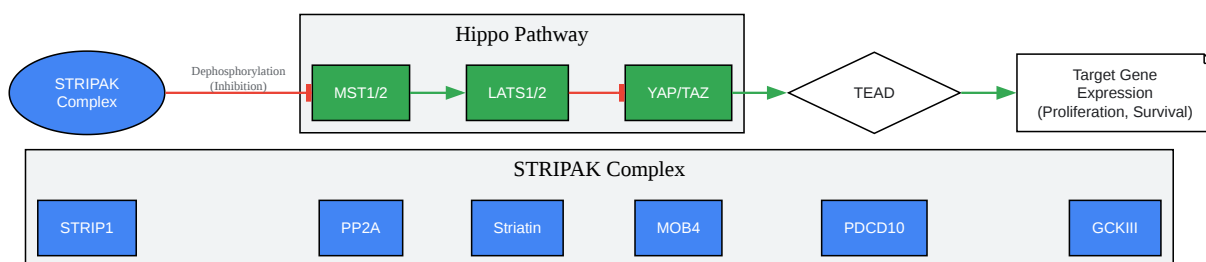 Hippo Pathway
STRIPAK
Complex
Dephosphorylation
(Inhibition)
MST1/2
LATS1/2
YAP/TAZ
TEAD
Target Gene
Expression
(Proliferation, Survival)
STRIPAK Complex
STRIP1
PP2A
Striatin
MOB4
PDCD10
GCKIII